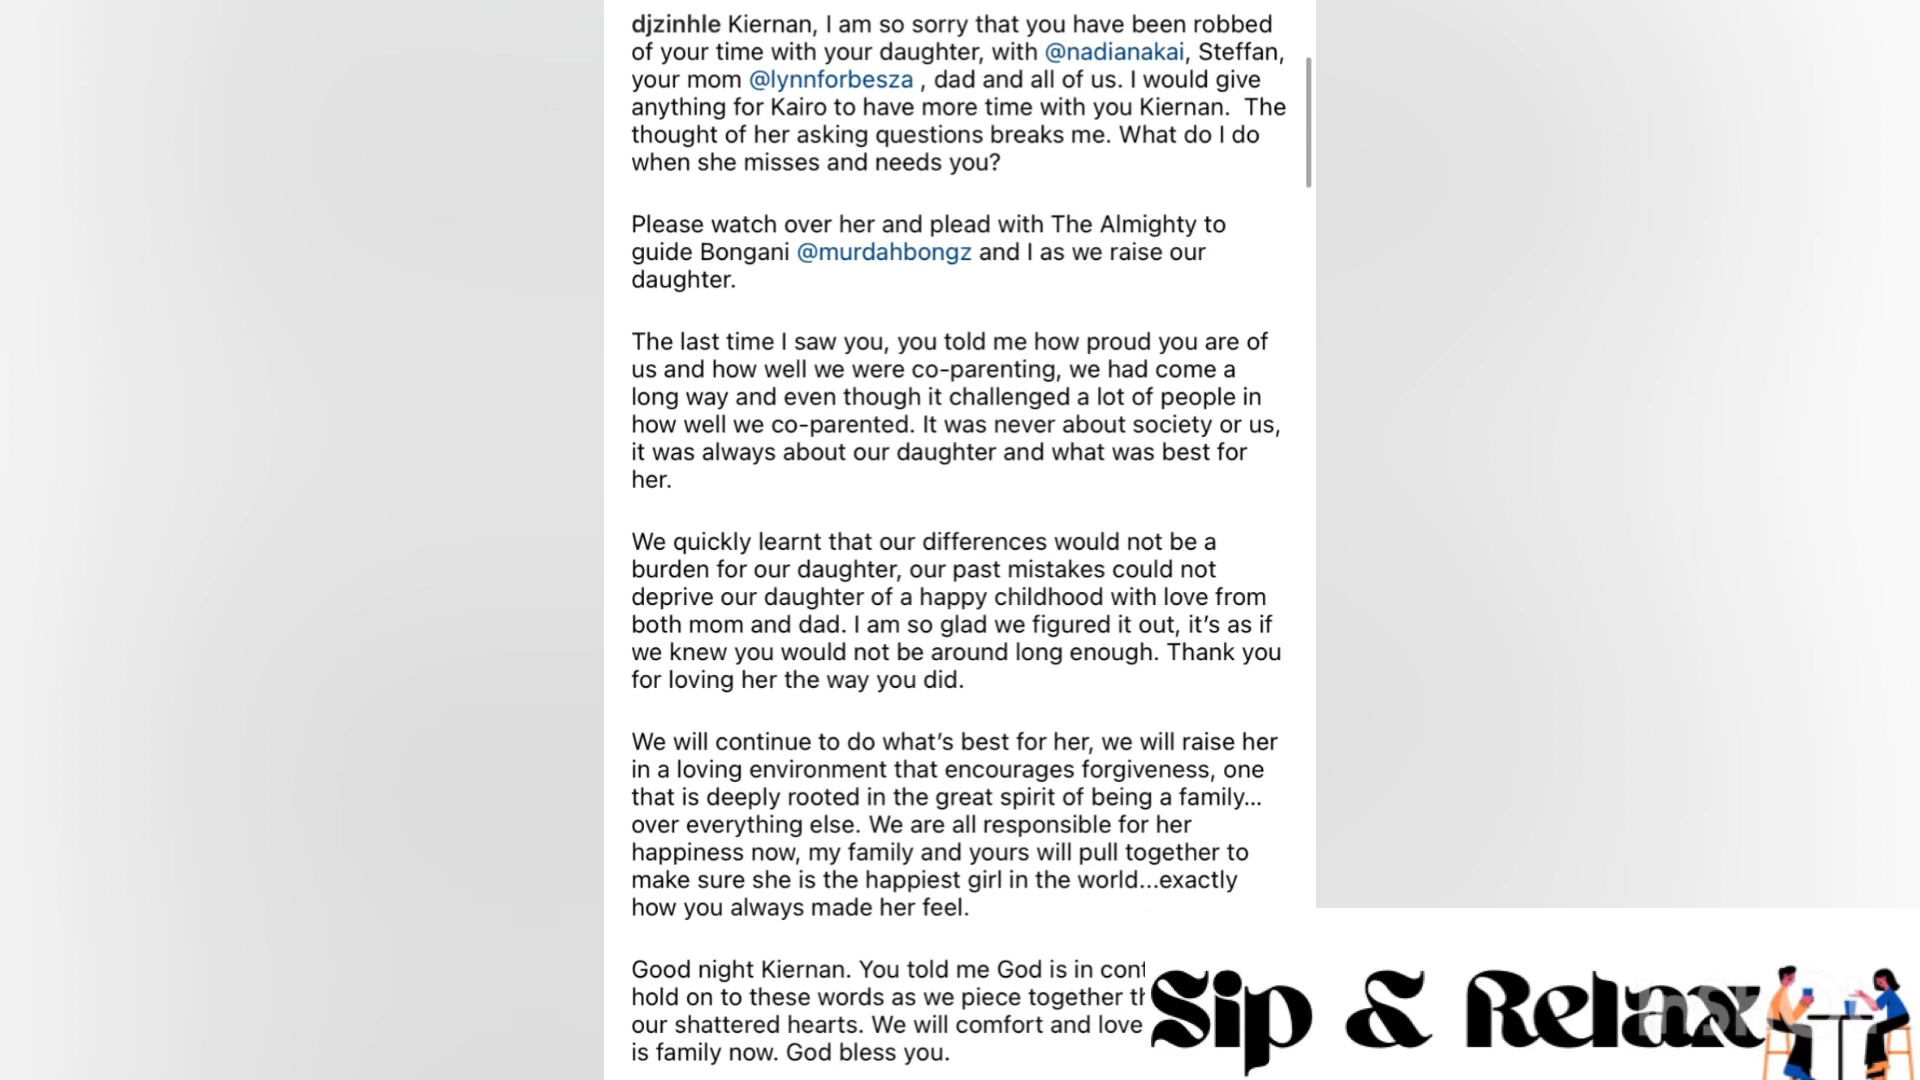 djzinhle Kiernan, I am so sorry that you have been robbed
of your time with your daughter, with @nadianakai, Steffan,
your mom @lynnforbesza , dad and all of us. I would give
anything for Kairo to have more time with you Kiernan. The
thought of her asking questions breaks me. What do I do
when she misses and needs you?
Please watch over her and plead with The Almighty to
guide Bongani @murdahbongz and I as we raise our
daughter.
The last time I saw you, you told me how proud you are of
us and how well we were co-parenting, we had come a
long way and even though it challenged a lot of people in
how well we co-parented. It was never about society or us,
it was always about our daughter and what was best for
her.
We quickly learnt that our differences would not be a
burden for our daughter, our past mistakes could not
deprive our daughter of a happy childhood with love from
both mom and dad. I am so glad we figured it out, it’s as if
we knew you would not be around long enough. Thank you
for loving her the way you did.
We will continue to do what’s best for her, we will raise her
in a loving environment that encourages forgiveness, one
that is deeply rooted in the great spirit of being a family...
over everything else. We are all responsible for her
happiness now, my family and yours will pull together to
make sure she is the happiest girl in the world...exactly
how you always made her feel.
Good night Kiernan. You told me God is in
hold on to these words as we piece together
our shattered hearts. We will comfort and love
is family now. God bless you.
Sip & Relax